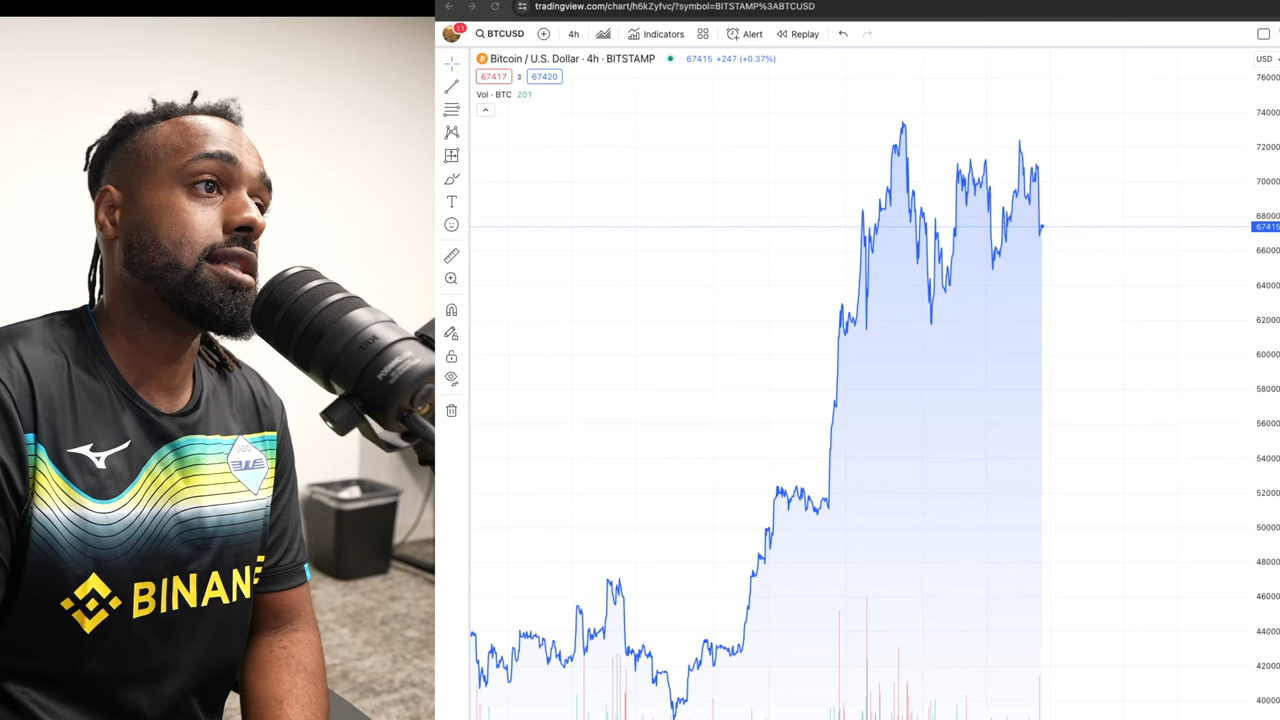 tradingview.com/chart/h6kZyfvc/?symbol=BITSTAMP%3ABTCUSD
11
BTCUSD
4h
Indicators
Alert
Replay
Bitcoin / U.S. Dollar · 4h · BITSTAMP
67415 +247 (+0.37%)
USD
67417 3 67420
Vol · BTC 201
76000
74000
72000
70000
68000
67415
66000
64000
62000
60000
58000
56000
54000
52000
50000
48000
46000
44000
42000
40000
BINANCE